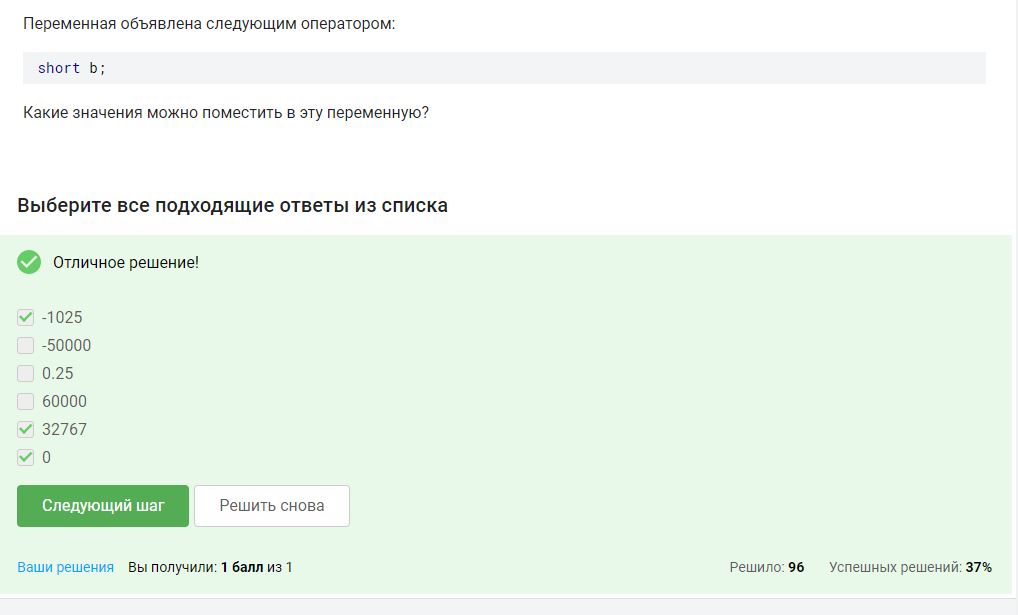 Переменная объявлена следующим оператором:
short b;
Какие значения можно поместить в эту переменную?
Выберите все подходящие ответы из списка
Отличное решение!
-1025
-50000
0.25
60000
32767
0
Следующий шаг Решить снова
Ваши решения Вы получили: 1 балл из 1 Решило: 96 Успешных решений: 37%